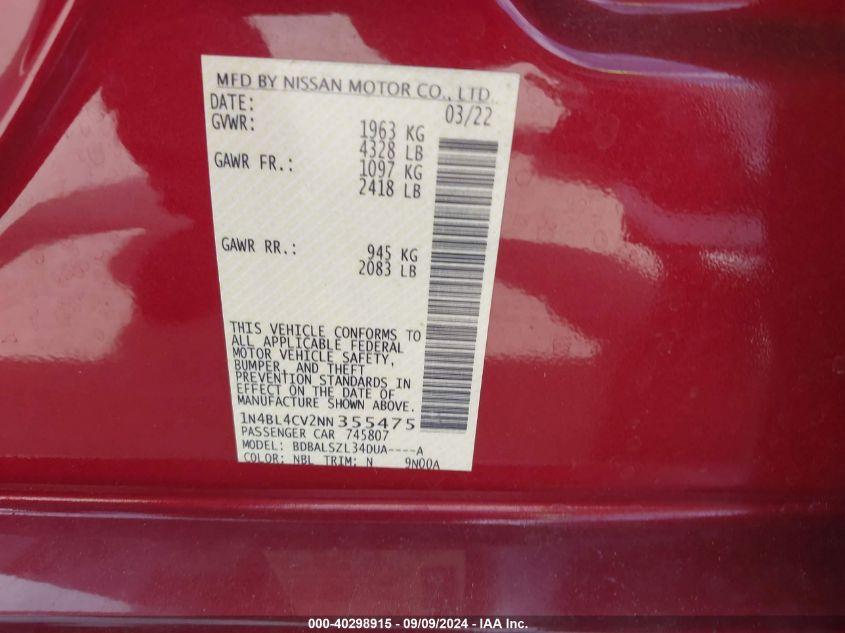 MFD BY NISSAN MOTOR CO., LTD.
DATE: 03/22
GVWR: 1963 KG
4328 LB
GAWR FR.: 1097 KG
2418 LB
GAWR RR.: 945 KG
2083 LB
THIS VEHICLE CONFORMS TO
ALL APPLICABLE FEDERAL
MOTOR VEHICLE SAFETY,
BUMPER, AND THEFT
PREVENTION STANDARDS IN
EFFECT ON THE DATE OF
MANUFACTURE SHOWN ABOVE.
1N4BL4CV2NN355475
PASSENGER CAR 745807
MODEL: BDBALSZL34DUA----A
COLOR: NBL TRIM: N 9N00A
000-40298915 - 09/09/2024 - IAA Inc.